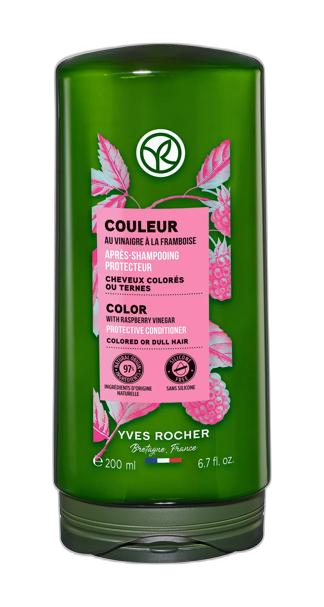 COULEUR
AU VINAIGRE À LA FRAMBOISE
APRÈS-SHAMPOOING
PROTECTEUR
CHEVEUX COLORÉS
OU TERNES
COLOR
WITH RASPBERRY VINEGAR
PROTECTIVE CONDITIONER
COLORED OR DULL HAIR
97%
SILICONE
FREE
INGRÉDIENTS D'ORIGINE
NATURELLE
SANS SILICONE
YVES ROCHER
Bretagne, France
e 200 ml 6.7 fl. oz.